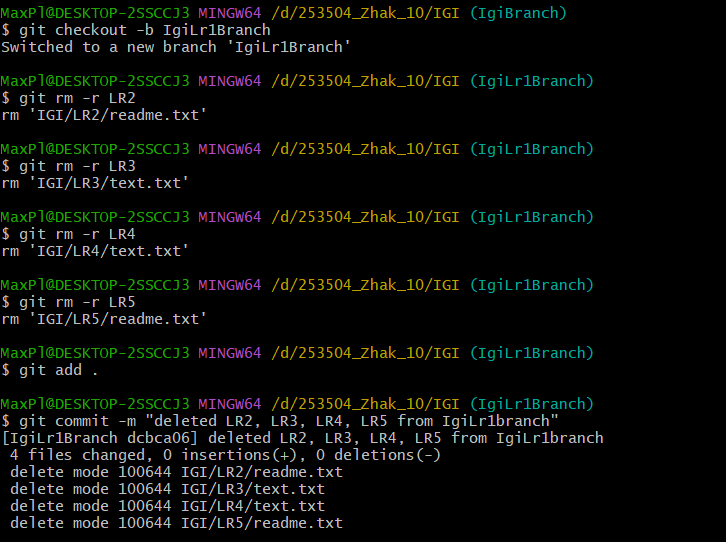 MaxPl@DESKTOP-2SSCCJ3 MINGW64 /d/253504_Zhak_10/IGI (IgiBranch)
$ git checkout -b IgiLr1Branch
Switched to a new branch 'IgiLr1Branch'
MaxPl@DESKTOP-2SSCCJ3 MINGW64 /d/253504_Zhak_10/IGI (IgiLr1Branch)
$ git rm -r LR2
rm 'IGI/LR2/readme.txt'
MaxPl@DESKTOP-2SSCCJ3 MINGW64 /d/253504_Zhak_10/IGI (IgiLr1Branch)
$ git rm -r LR3
rm 'IGI/LR3/text.txt'
MaxPl@DESKTOP-2SSCCJ3 MINGW64 /d/253504_Zhak_10/IGI (IgiLr1Branch)
$ git rm -r LR4
rm 'IGI/LR4/text.txt'
MaxPl@DESKTOP-2SSCCJ3 MINGW64 /d/253504_Zhak_10/IGI (IgiLr1Branch)
$ git rm -r LR5
rm 'IGI/LR5/readme.txt'
MaxPl@DESKTOP-2SSCCJ3 MINGW64 /d/253504_Zhak_10/IGI (IgiLr1Branch)
$ git add .
MaxPl@DESKTOP-2SSCCJ3 MINGW64 /d/253504_Zhak_10/IGI (IgiLr1Branch)
$ git commit -m "deleted LR2, LR3, LR4, LR5 from IgiLr1branch"
[IgiLr1Branch dcbca06] deleted LR2, LR3, LR4, LR5 from IgiLr1branch
4 files changed, 0 insertions(+), 0 deletions(-)
delete mode 100644 IGI/LR2/readme.txt
delete mode 100644 IGI/LR3/text.txt
delete mode 100644 IGI/LR4/text.txt
delete mode 100644 IGI/LR5/readme.txt